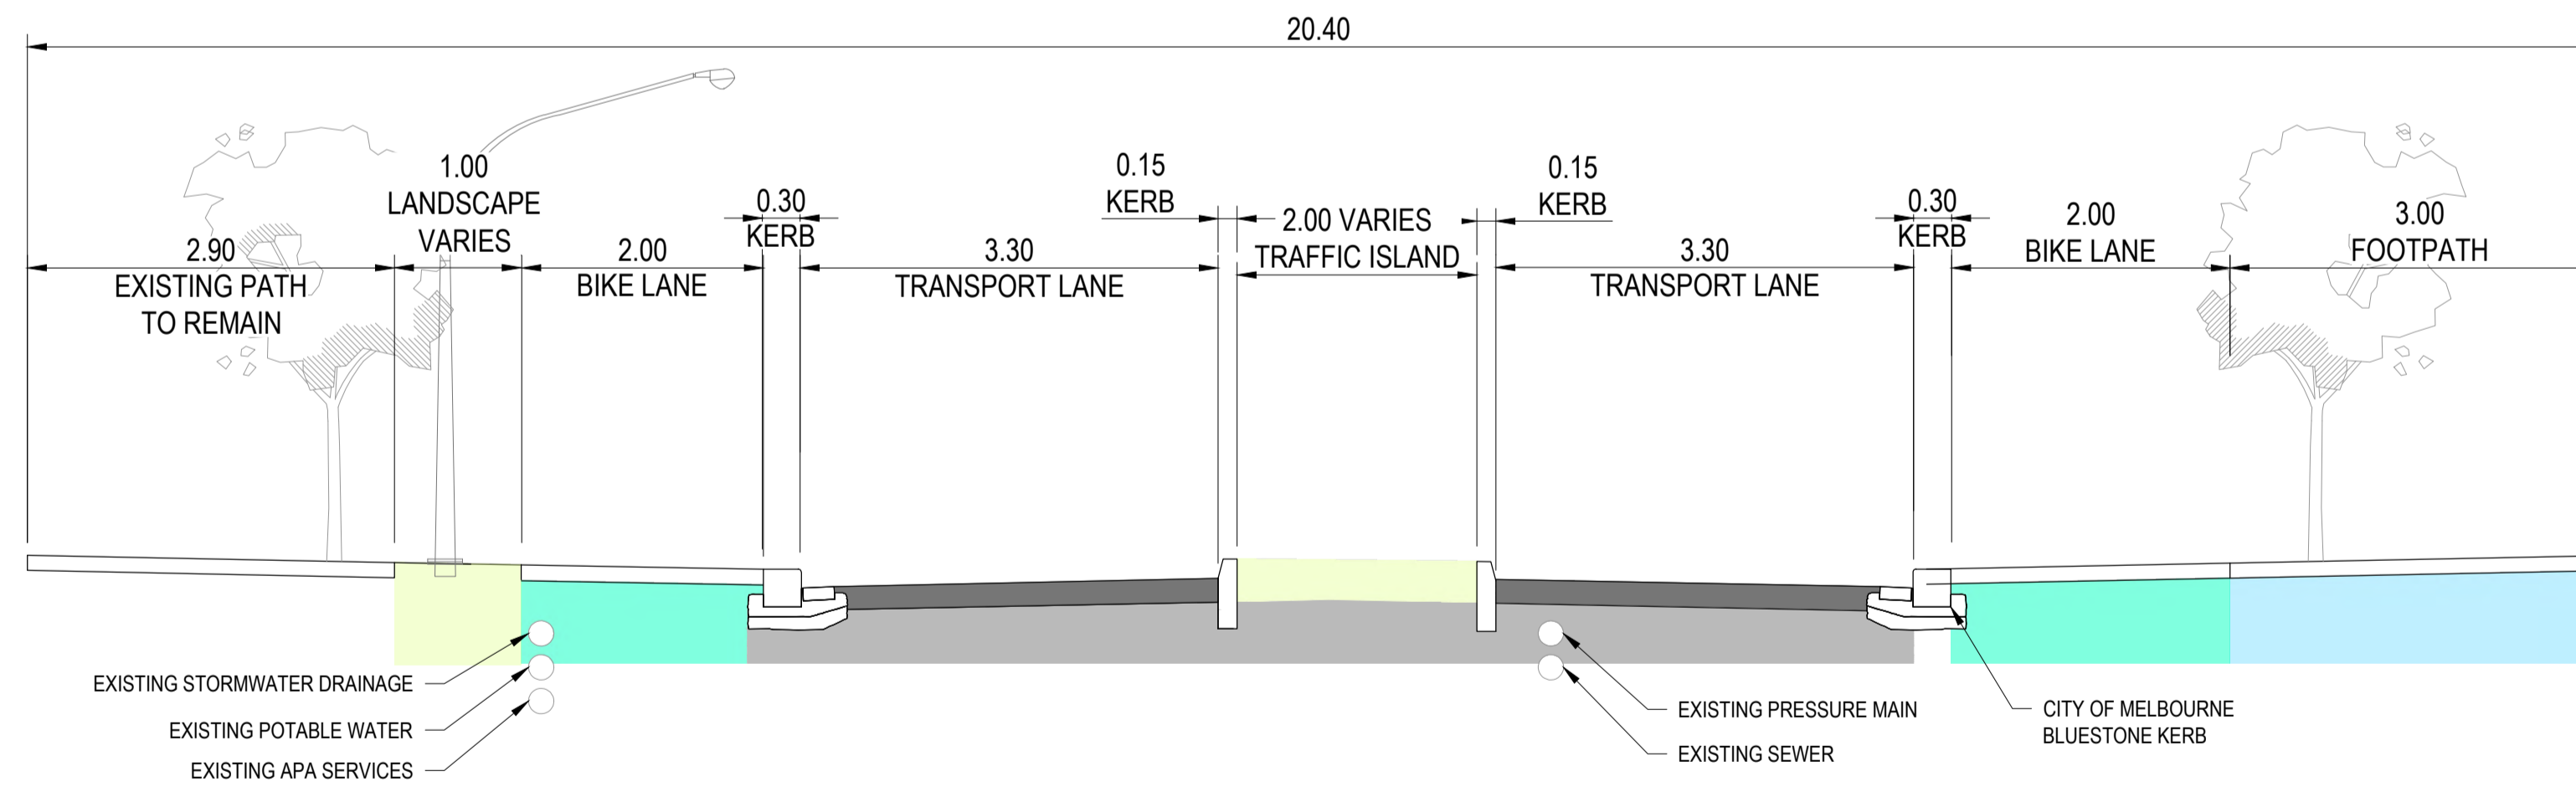 20.40
2.90
EXISTING PATH
TO REMAIN
1.00
LANDSCAPE
VARIES
2.00
BIKE LANE
0.30
KERB
3.30
TRANSPORT LANE
0.15
KERB
2.00 VARIES
TRAFFIC ISLAND
0.15
KERB
3.30
TRANSPORT LANE
0.30
KERB
2.00
BIKE LANE
3.00
FOOTPATH
EXISTING STORMWATER DRAINAGE
EXISTING POTABLE WATER
EXISTING APA SERVICES
EXISTING PRESSURE MAIN
EXISTING SEWER
CITY OF MELBOURNE
BLUESTONE KERB